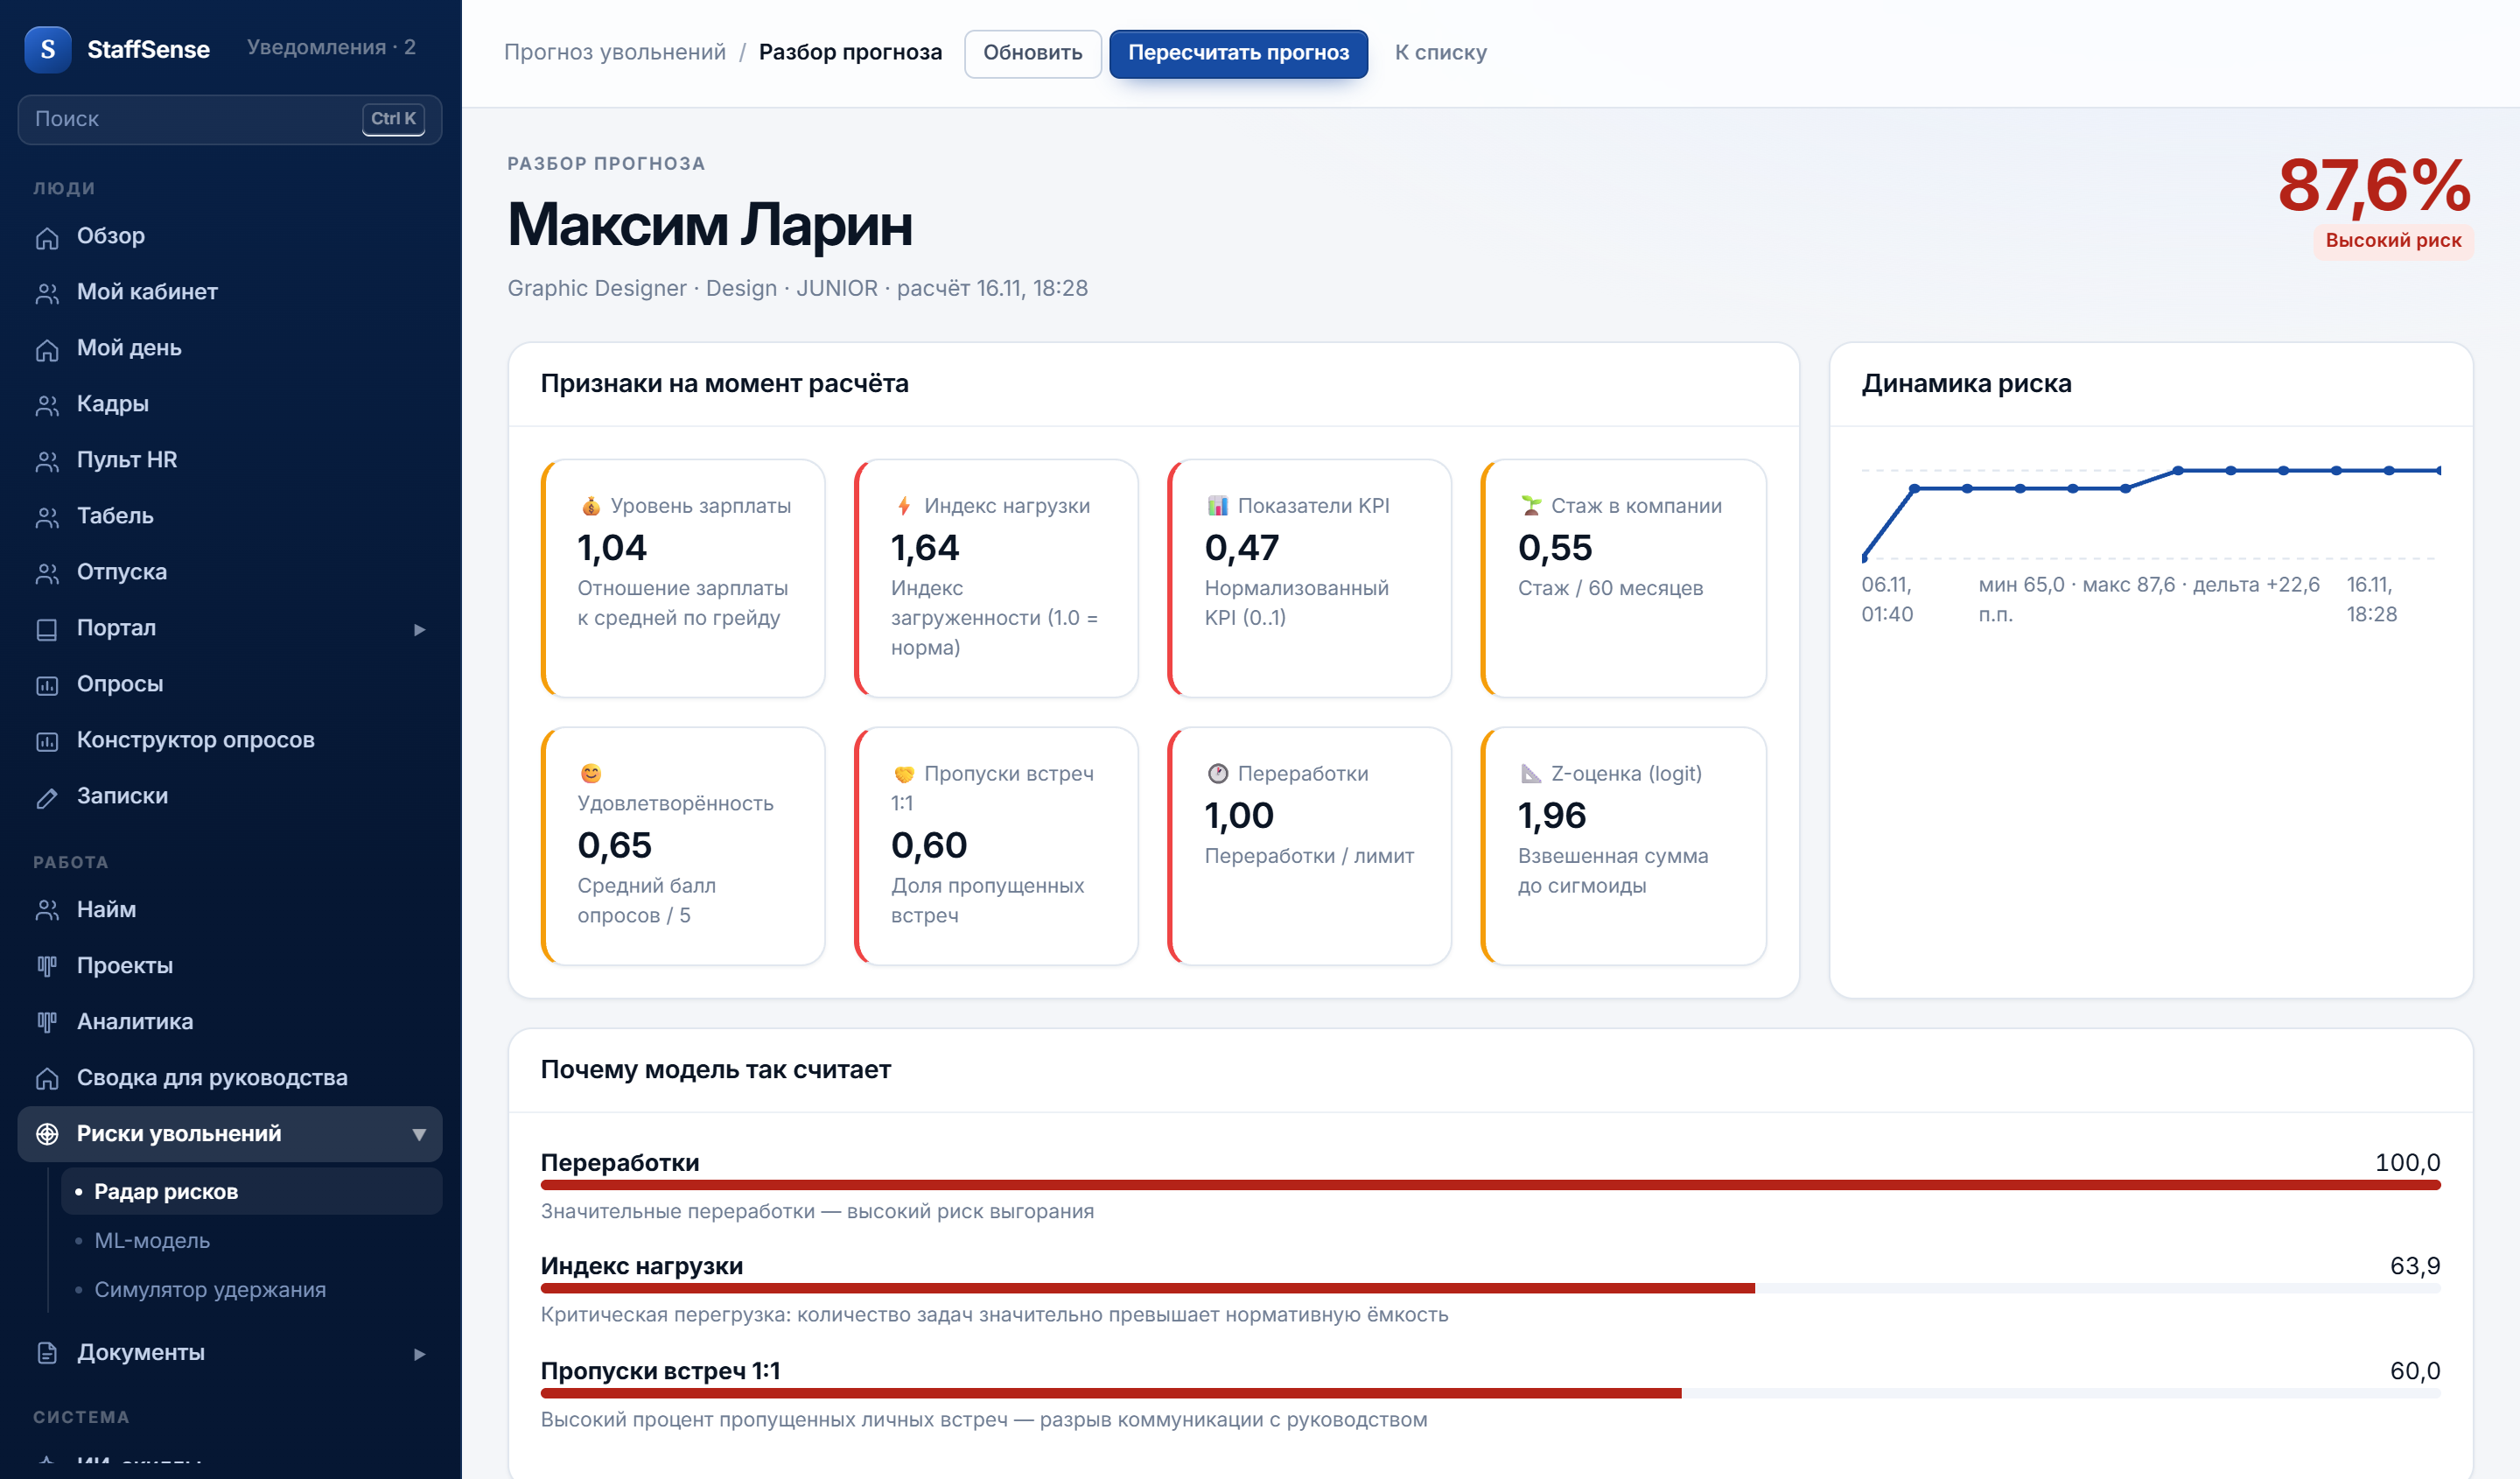 S StaffSense Уведомления · 2
Поиск Ctrl K
ЛЮДИ
Обзор
Мой кабинет
Мой день
Кадры
Пульт HR
Табель
Отпуска
Портал
Опросы
Конструктор опросов
Записки
РАБОТА
Найм
Проекты
Аналитика
Сводка для руководства
Риски увольнений
Радар рисков
ML-модель
Симулятор удержания
Документы
СИСТЕМА
Прогноз увольнений / Разбор прогноза Обновить Пересчитать прогноз К списку
РАЗБОР ПРОГНОЗА
Максим Ларин
Graphic Designer · Design · JUNIOR · расчёт 16.11, 18:28
87,6%
Высокий риск
Признаки на момент расчёта
Уровень зарплаты
1,04
Отношение зарплаты
к средней по грейду
Индекс нагрузки
1,64
Индекс
загруженности (1.0 =
норма)
Показатели KPI
0,47
Нормализованный
KPI (0..1)
Стаж в компании
0,55
Стаж / 60 месяцев
Удовлетворённость
0,65
Средний балл
опросов / 5
Пропуски встреч
1:1
0,60
Доля пропущенных
встреч
Переработки
1,00
Переработки / лимит
Z-оценка (logit)
1,96
Взвешенная сумма
до сигмоиды
Динамика риска
06.11,
01:40
мин 65,0 · макс 87,6 · дельта +22,6
п.п.
16.11,
18:28
Почему модель так считает
Переработки 100,0
Значительные переработки — высокий риск выгорания
Индекс нагрузки 63,9
Критическая перегрузка: количество задач значительно превышает нормативную ёмкость
Пропуски встреч 1:1 60,0
Высокий процент пропущенных личных встреч — разрыв коммуникации с руководством